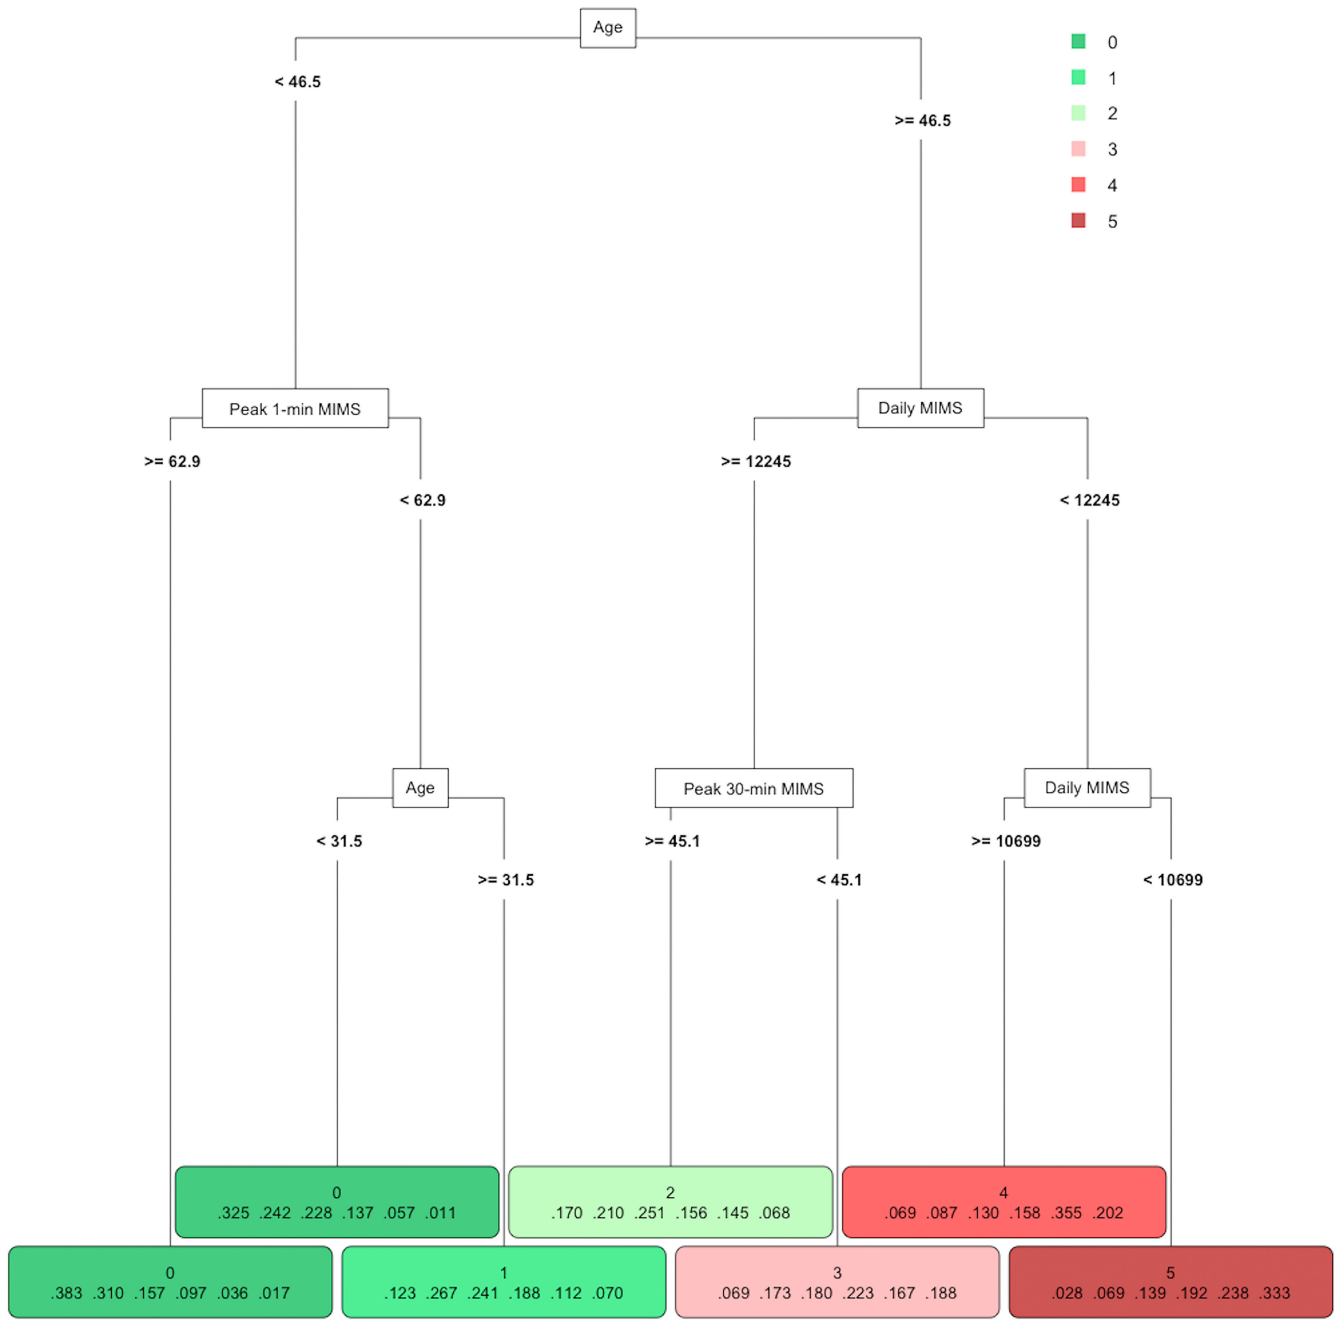 Age
0
1
2
3
4
5
< 46.5
>= 46.5
Peak 1-min MIMS
Daily MIMS
>= 62.9
< 62.9
>= 12245
< 12245
Age
Peak 30-min MIMS
Daily MIMS
< 31.5
>= 31.5
>= 45.1
< 45.1
>= 10699
< 10699
0
.325 .242 .228 .137 .057 .011
2
.170 .210 .251 .156 .145 .068
4
.069 .087 .130 .158 .355 .202
0
.383 .310 .157 .097 .036 .017
1
.123 .267 .241 .188 .112 .070
3
.069 .173 .180 .223 .167 .188
5
.028 .069 .139 .192 .238 .333